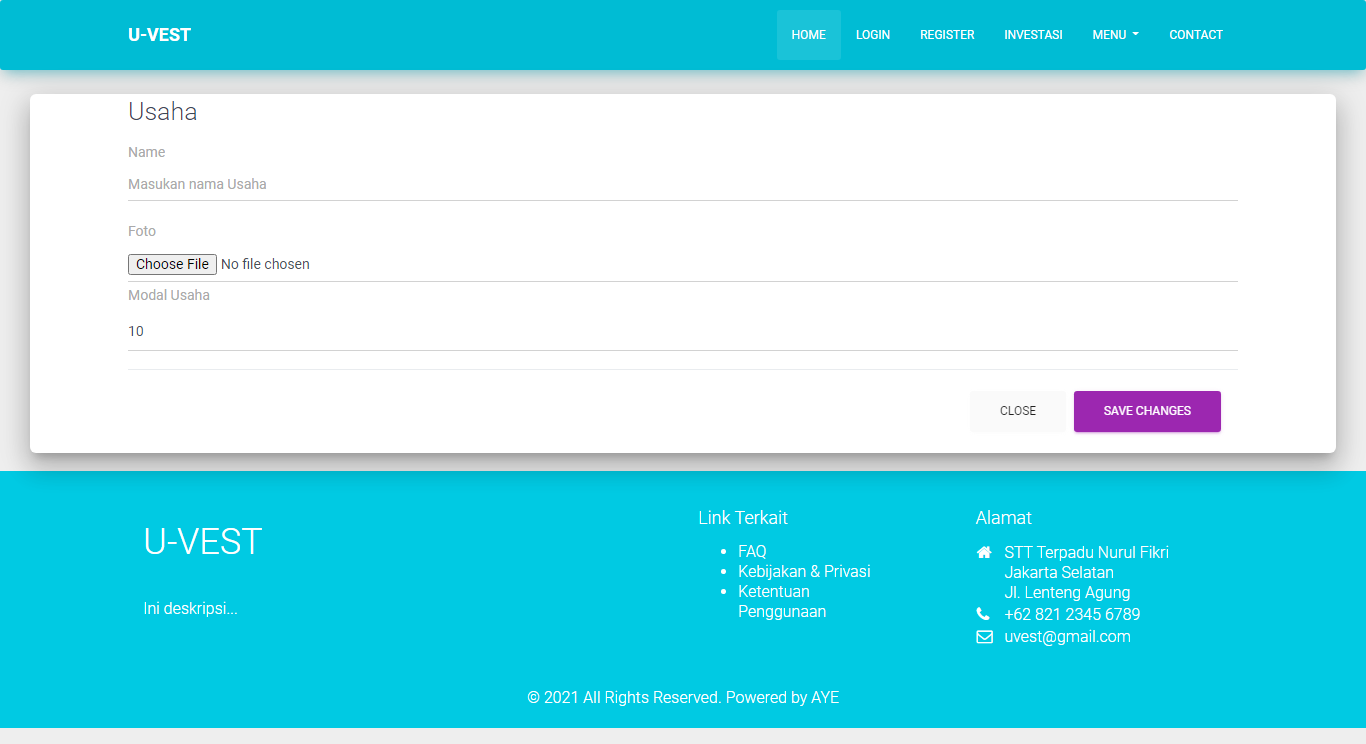 U-VEST
HOME LOGIN REGISTER INVESTASI MENU CONTACT
Usaha
Name
Masukan nama Usaha
Foto
Choose File No file chosen
Modal Usaha
10
CLOSE SAVE CHANGES
U-VEST
Ini deskripsi...
Link Terkait
FAQ
Kebijakan & Privasi
Ketentuan
Penggunaan
Alamat
STT Terpadu Nurul Fikri
Jakarta Selatan
Jl. Lenteng Agung
+62 821 2345 6789
uvest@gmail.com
© 2021 All Rights Reserved. Powered by AYE